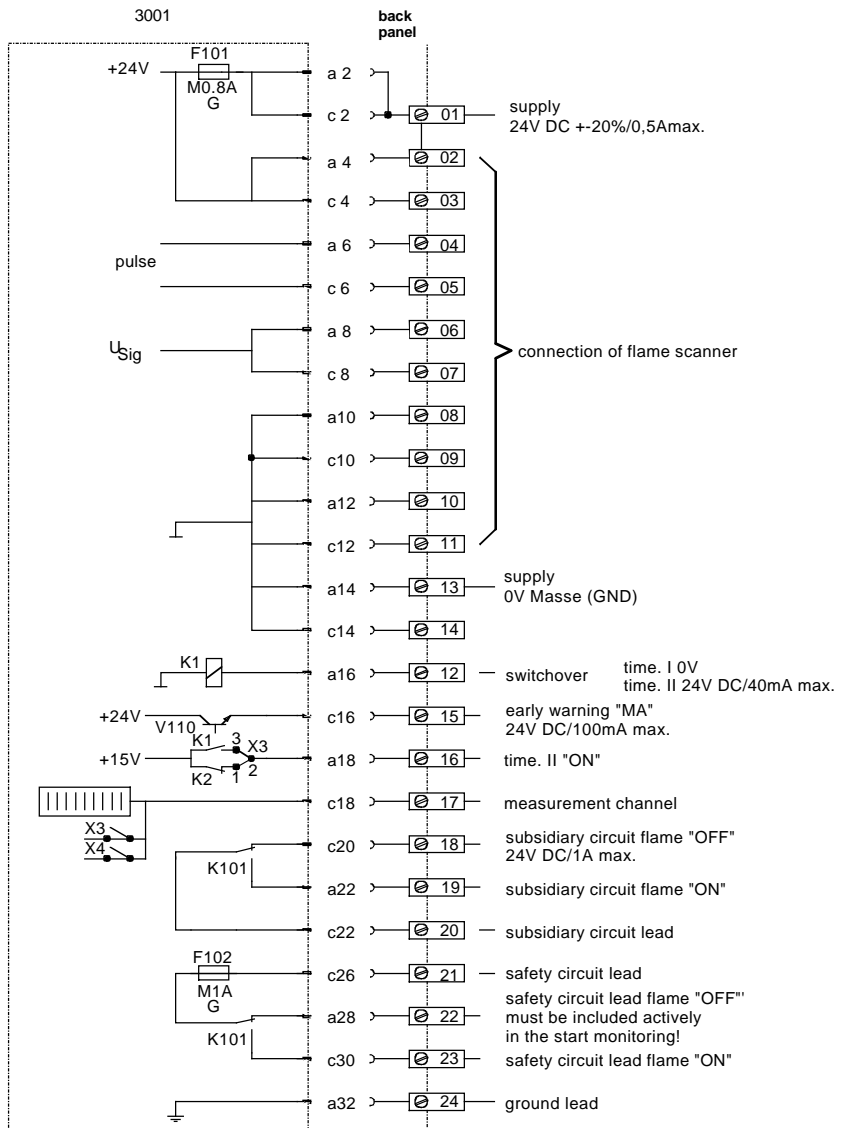 3001
back
panel
F101
+24V
M0.8A
G
a 2
c 2
01
supply
24V DC +-20%/0,5Amax.
a 4
02
c 4
03
a 6
04
pulse
c 6
05
a 8
06
USig
connection of flame scanner
c 8
07
a10
08
c10
09
a12
10
c12
11
a14
13
supply
0V Masse (GND)
c14
14
K1
a16
12
switchover
time. I 0V
time. II 24V DC/40mA max.
+24V
V110
c16
15
early warning "MA"
24V DC/100mA max.
K1
3
X3
+15V
a18
16
time. II "ON"
K2
1
2
c18
17
measurement channel
X3
X4
c20
18
subsidiary circuit flame "OFF"
24V DC/1A max.
K101
a22
19
subsidiary circuit flame "ON"
c22
20
subsidiary circuit lead
F102
M1A
G
c26
21
safety circuit lead
a28
22
safety circuit lead flame "OFF"'
must be included actively
in the start monitoring!
K101
c30
23
safety circuit lead flame "ON"
a32
24
ground lead